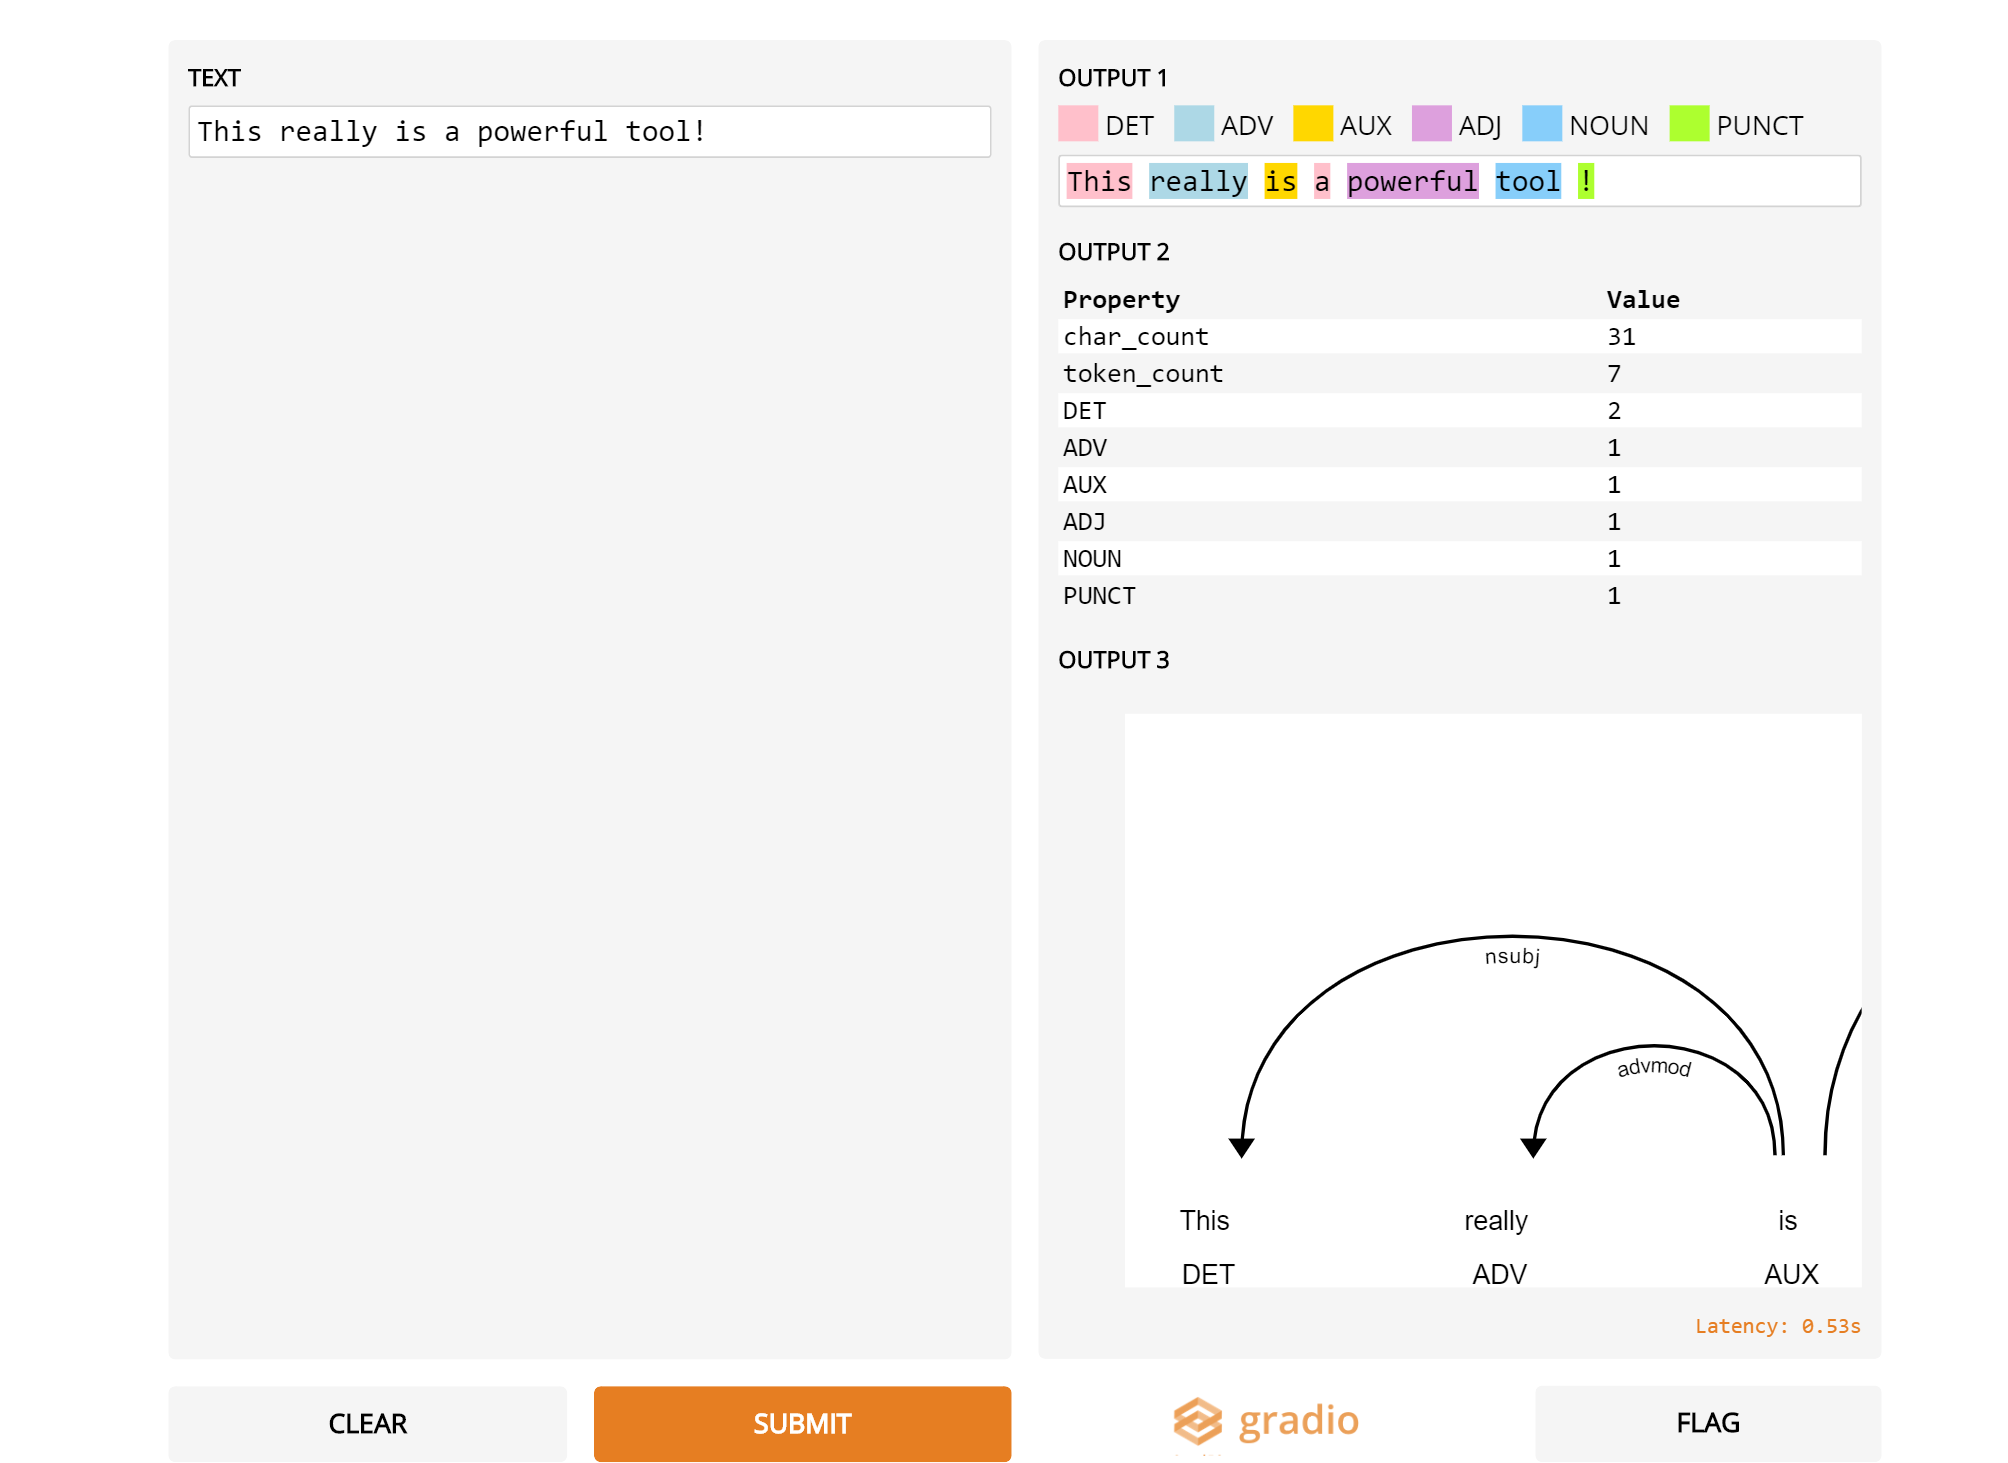 TEXT
This really is a powerful tool!
OUTPUT 1
DET ADV AUX ADJ NOUN PUNCT
This really is a powerful tool !
OUTPUT 2
Property Value
char_count 31
token_count 7
DET 2
ADV 1
AUX 1
ADJ 1
NOUN 1
PUNCT 1
OUTPUT 3
nsubj
advmod
This really is
DET ADV AUX
Latency: 0.53s
CLEAR SUBMIT gradio FLAG